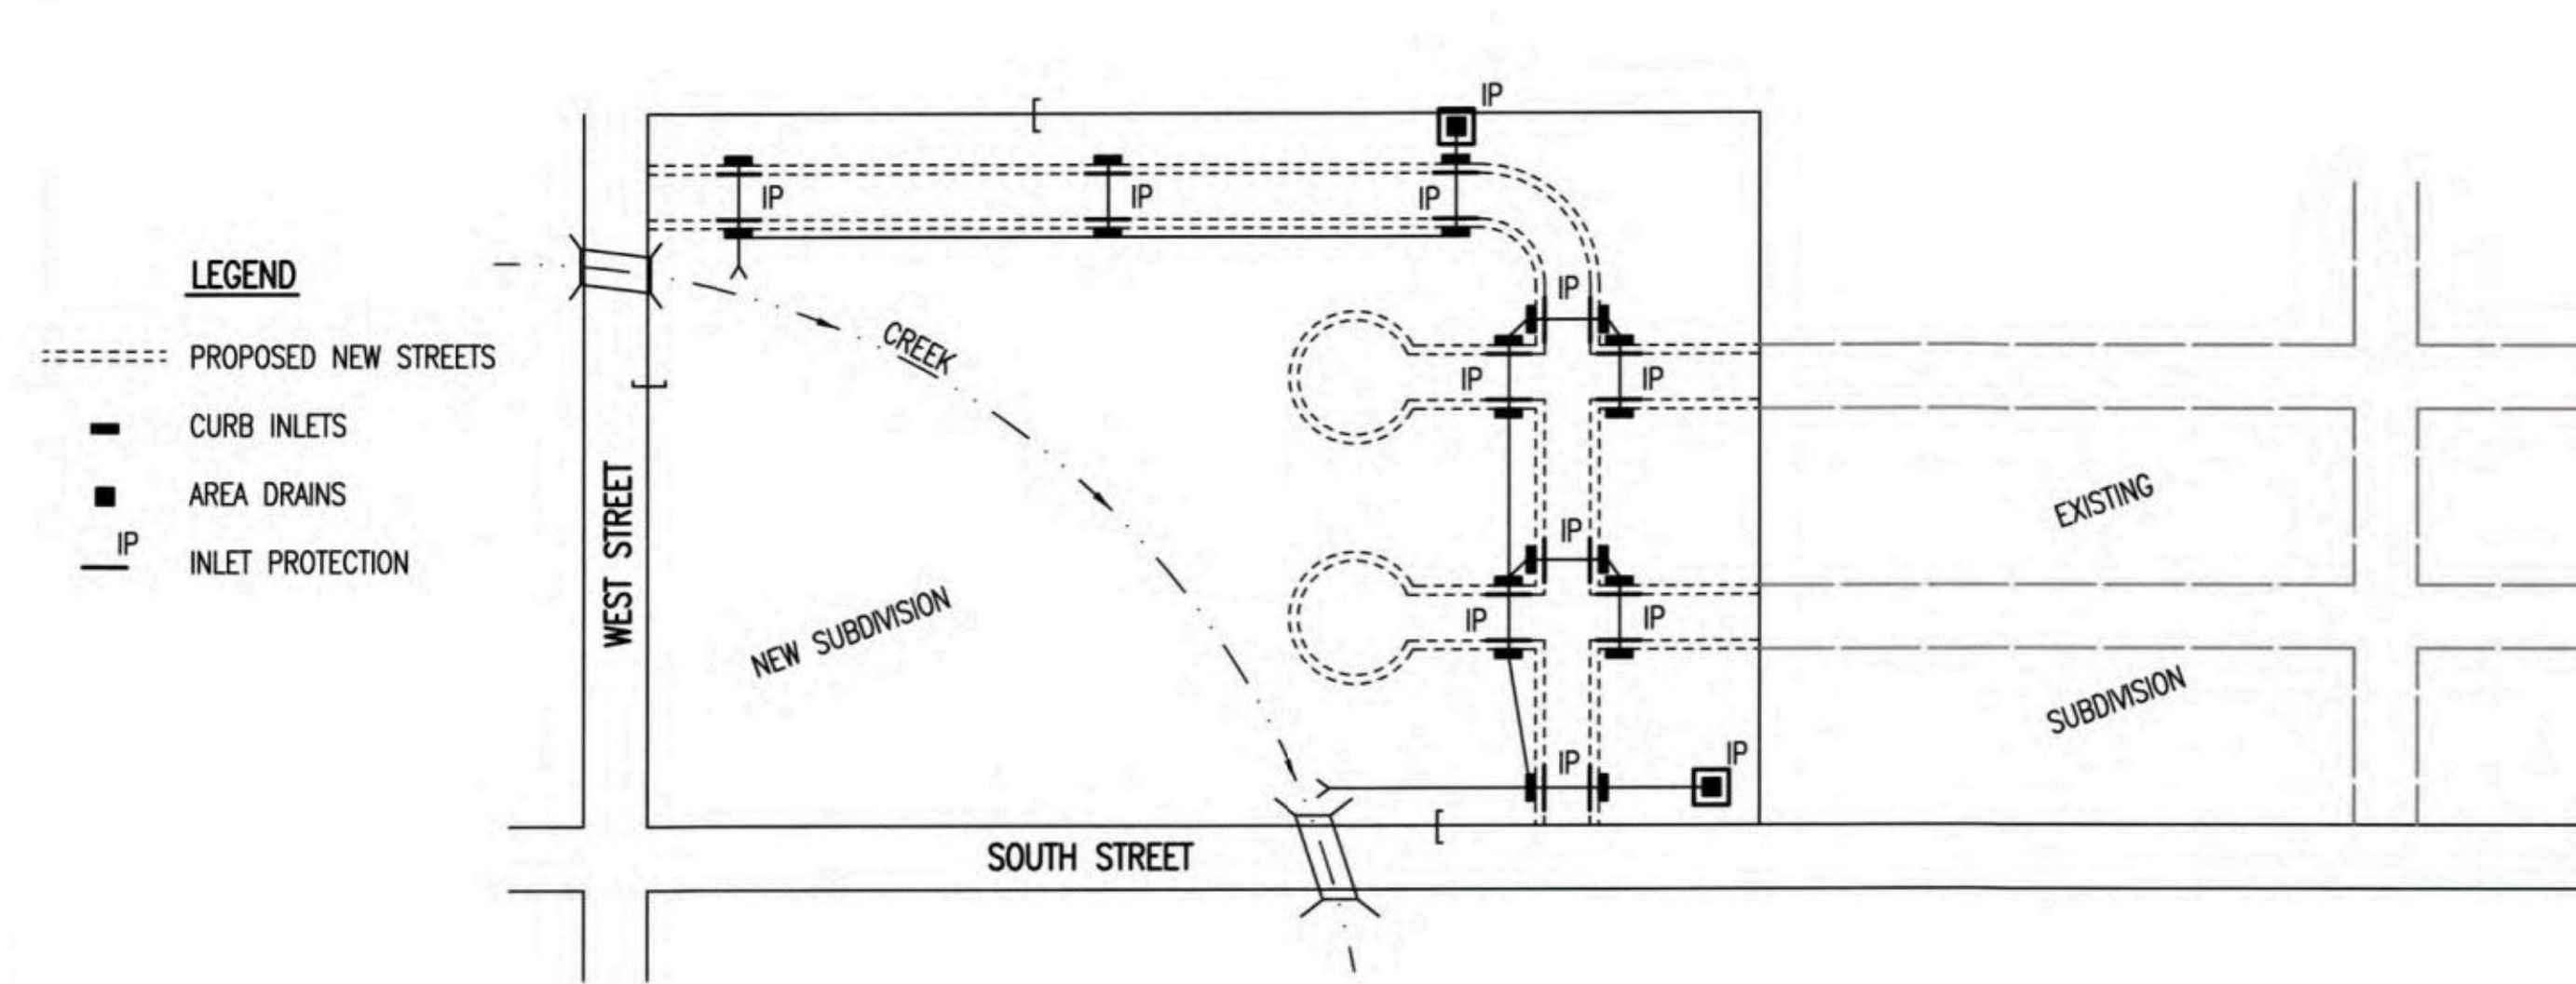 IP
IP
IP
IP
LEGEND
IP
CREEK
PROPOSED NEW STREETS
IP
IP
CURB INLETS
AREA DRAINS
EXISTING
WEST STREET
IP
IP
INLET PROTECTION
NEW SUBDIVISION
IP
IP
SUBDIVISION
IP
IP
SOUTH STREET